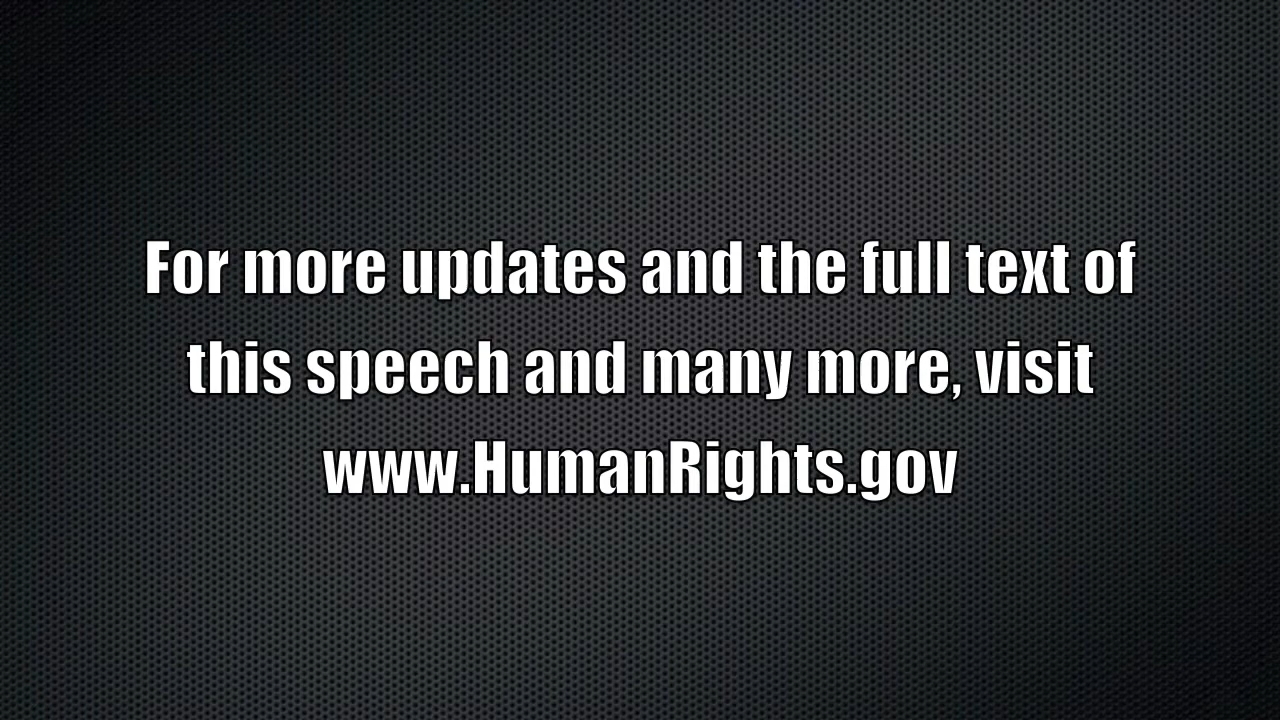 For more updates and the full text of
this speech and many more, visit
www.HumanRights.gov